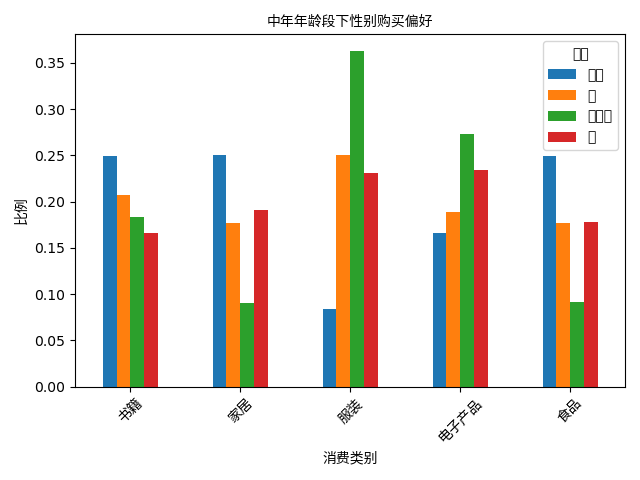 中年年龄段下性别购买偏好
0.35
0.30
0.25
0.20
0.15
0.10
0.05
0.00
比例
书籍
家居
服装
电子产品
食品
消费类别